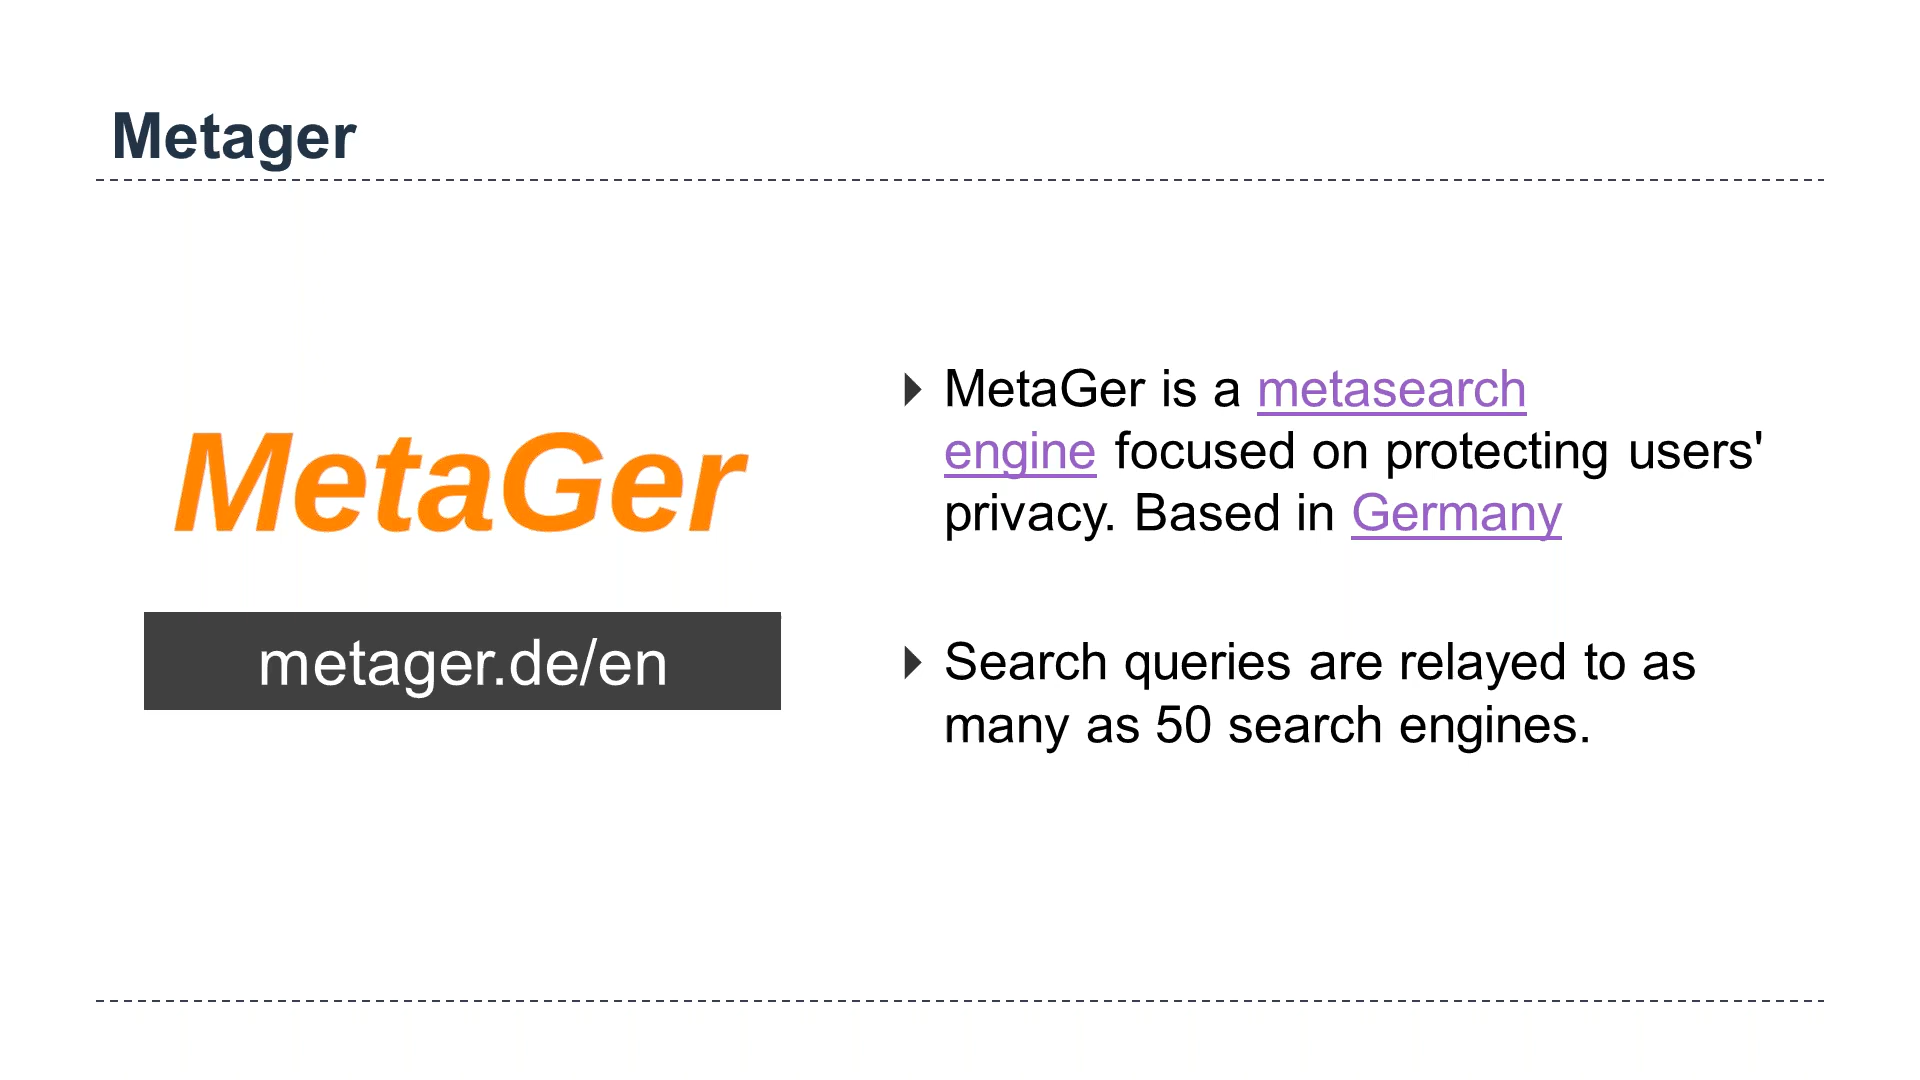 Metager
MetaGer
metager.de/en
MetaGer is a metasearch
engine focused on protecting users'
privacy. Based in Germany
Search queries are relayed to as
many as 50 search engines.